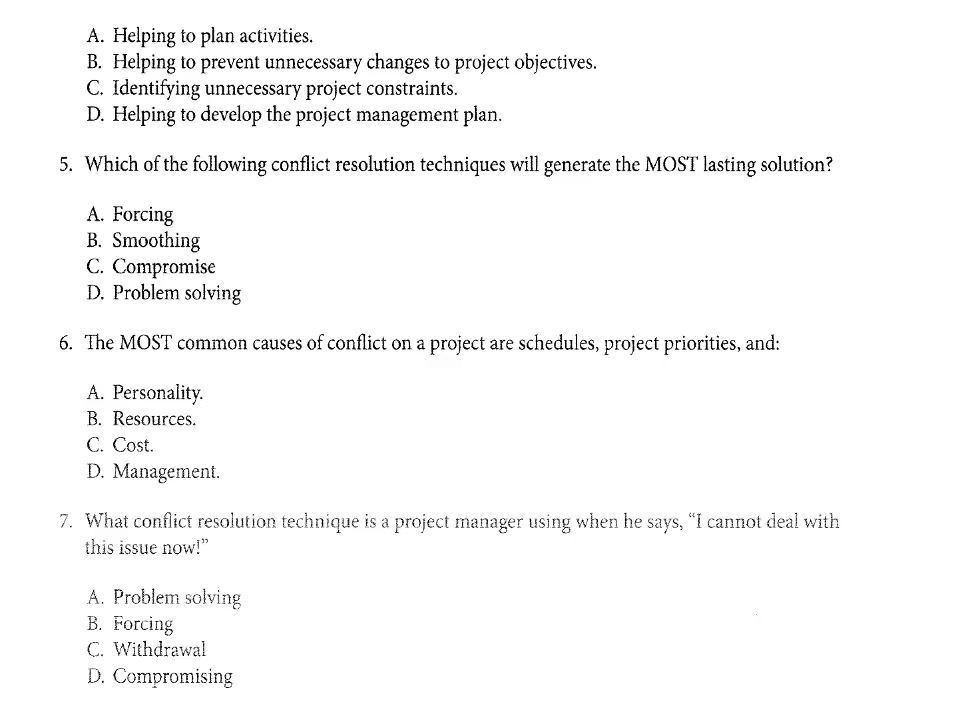 A. Helping to plan activities.
B. Helping to prevent unnecessary changes to project objectives.
C. Identifying unnecessary project constraints.
D. Helping to develop the project management plan.
5. Which of the following conflict resolution techniques will generate the MOST lasting solution?
A. Forcing
B. Smoothing
C. Compromise
D. Problem solving
6. The MOST common causes of conflict on a project are schedules, project priorities, and:
A. Personality.
B. Resources.
C. Cost.
D. Management.
7. What conflict resolution technique is a project manager using when he says, “I cannot deal with
this issue now!”
A. Problem solving
B. Forcing
C. Withdrawal
D. Compromising